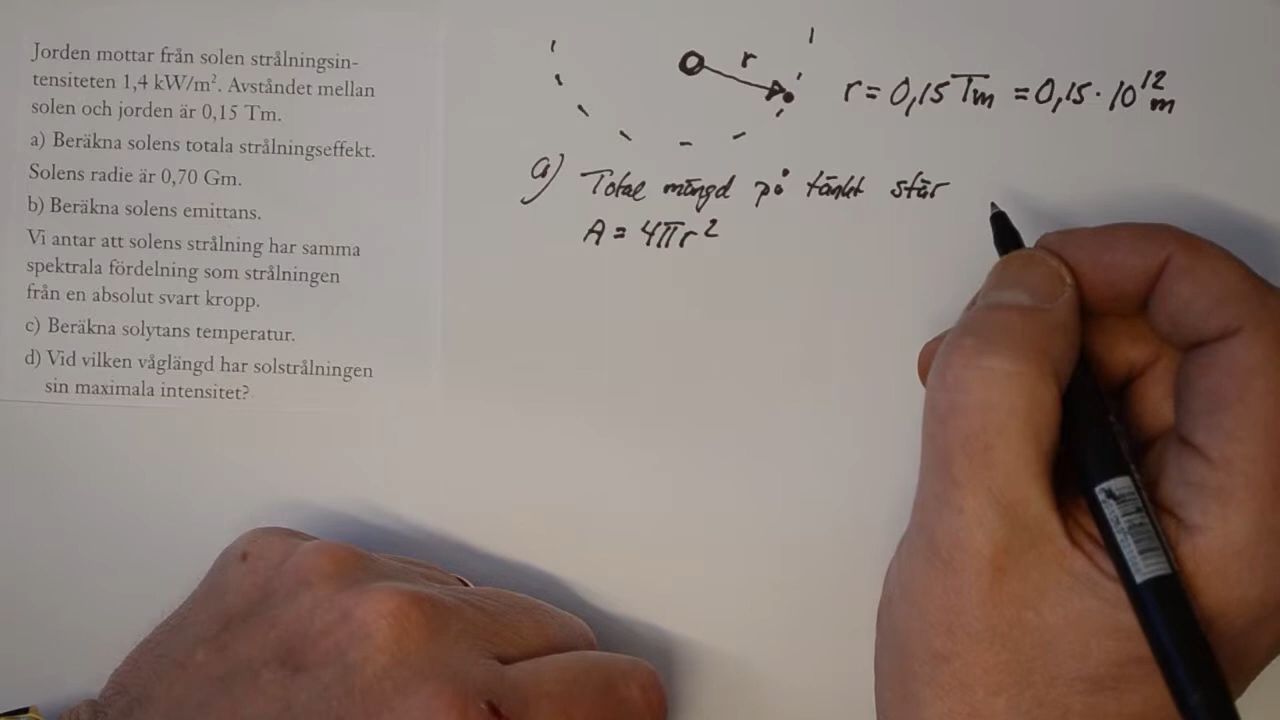 Jorden mottar från solen strålningsin-
tensiteten 1,4 kW/m². Avståndet mellan
solen och jorden är 0,15 Tm.
a) Beräkna solens totala strålningseffekt.
Solens radie är 0,70 Gm.
b) Beräkna solens emittans.
Vi antar att solens strålning har samma
spektrala fördelning som strålningen
från en absolut svart kropp.
c) Beräkna solytans temperatur.
d) Vid vilken våglängd har solstrålningen
sin maximala intensitet?
r
r = 0,15 Tm = 0,15 · 10¹² m
a) Total mängd på tänkt sfär
A = 4πr²